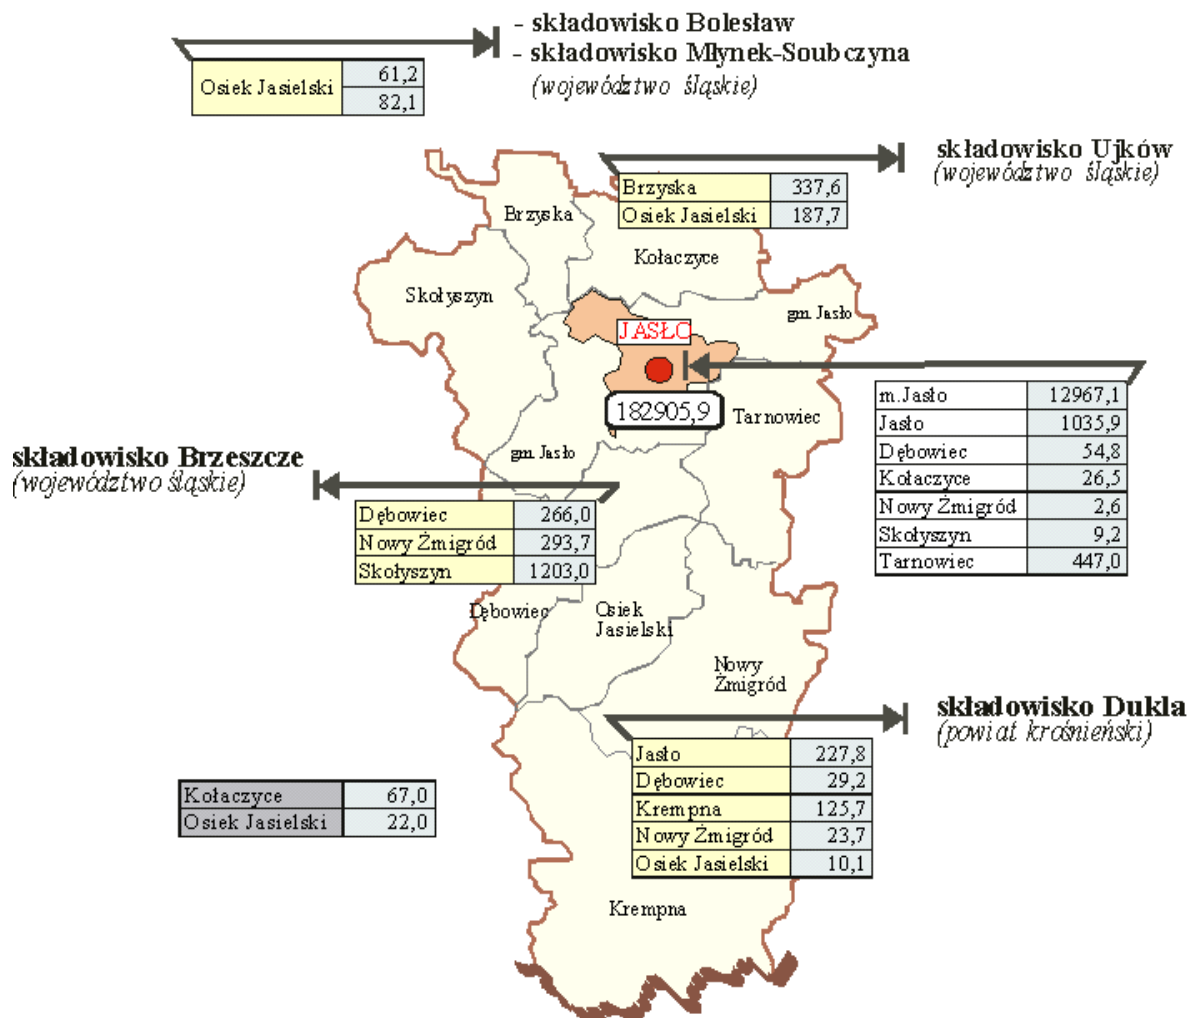 - składowisko Bolesław
- składowisko Młynek-Soubczyna
(województwo śląskie)
Osiek Jasielski 61,2
82,1
składowisko Ujków
(województwo śląskie)
Brzyska 337,6
Osiek Jasielski 187,7
Brzyska
Kołaczyce
Skołyszyn
gm Jasło
JASŁO
182905,9
Tarnowiec
m.Jasło 12967,1
Jasło 1035,9
Dębowiec 54,8
Kołaczyce 26,5
Nowy Żmigród 2,6
Skołyszyn 9,2
Tarnowiec 447,0
składowisko Brzeszcze
(województwo śląskie)
gm Jasło
Dębowiec 266,0
Nowy Żmigród 293,7
Skołyszyn 1203,0
Dębowiec
Osiek
Jasielski
Nowy
Żmigród
składowisko Dukla
(powiat krośnieński)
Jasło 227,8
Dębowiec 29,2
Krempna 125,7
Nowy Żmigród 23,7
Osiek Jasielski 10,1
Kołaczyce 67,0
Osiek Jasielski 22,0
Krempna